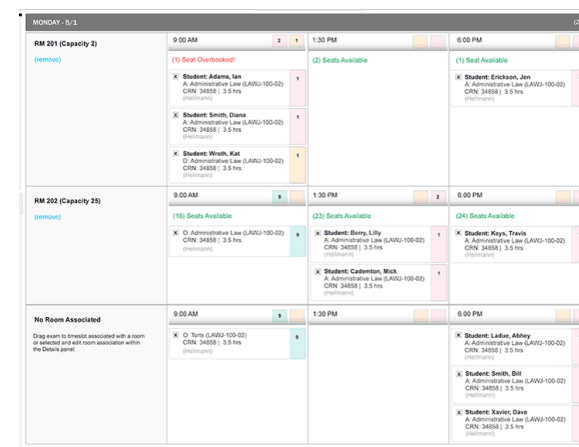 MONDAY - 5/1
RM 201 (Capacity 2)
(remove)
9:00 AM
2
1
(1) Seat Overbooked!
x Student: Adams, Ian
1
A: Administrative Law (LAWJ-100-02)
CRN: 34858 | 3.5 hrs
(Hellmann)
x Student: Smith, Diana
1
A: Administrative Law (LAWJ-100-02)
CRN: 34858 | 3.5 hrs
(Hellmann)
x Student: Wroth, Kat
1
D: Administrative Law (LAWJ-100-02)
CRN: 34858 | 3.5 hrs
(Hellmann)
1:30 PM
(2) Seats Available
6:00 PM
(1) Seat Available
x Student: Erickson, Jen
A: Administrative Law (LAWJ-100-02)
CRN: 34858 | 3.5 hrs
(Hellmann)
RM 202 (Capacity 25)
(remove)
9:00 AM
9
(16) Seats Available
x O: Administrative Law (LAWJ-100-02)
9
CRN: 34858 | 3.5 hrs
(Hellmann)
1:30 PM
2
(23) Seats Available
x Student: Berry, Lilly
1
A: Administrative Law (LAWJ-100-02)
CRN: 34858 | 3.5 hrs
(Hellmann)
x Student: Cademton, Mick
1
A: Administrative Law (LAWJ-100-02)
CRN: 34858 | 3.5 hrs
(Hellmann)
6:00 PM
(24) Seats Available
x Student: Keys, Travis
A: Administrative Law (LAWJ-100-02)
CRN: 34858 | 3.5 hrs
(Hellmann)
No Room Associated
Drag exam to timeslot associated with a room
or selected and edit room association within
the Details panel.
9:00 AM
9
x O: Torts (LAWJ-100-02)
9
CRN: 34858 | 3.5 hrs
(Hellmann)
1:30 PM
6:00 PM
x Student: Ladue, Abhey
A: Administrative Law (LAWJ-100-02)
CRN: 34858 | 3.5 hrs
(Hellmann)
x Student: Smith, Bill
A: Administrative Law (LAWJ-100-02)
CRN: 34858 | 3.5 hrs
(Hellmann)
x Student: Xavier, Dave
A: Administrative Law (LAWJ-100-02)
CRN: 34858 | 3.5 hrs
(Hellmann)